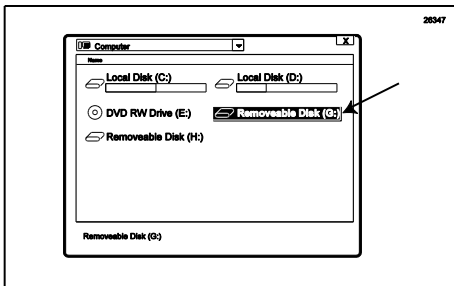 26347
Computer
X
Name
Local Disk (C:)
Local Disk (D:)
DVD RW Drive (E:)
Removeable Disk (G:)
Removeable Disk (H:)
Removeable Disk (G:)